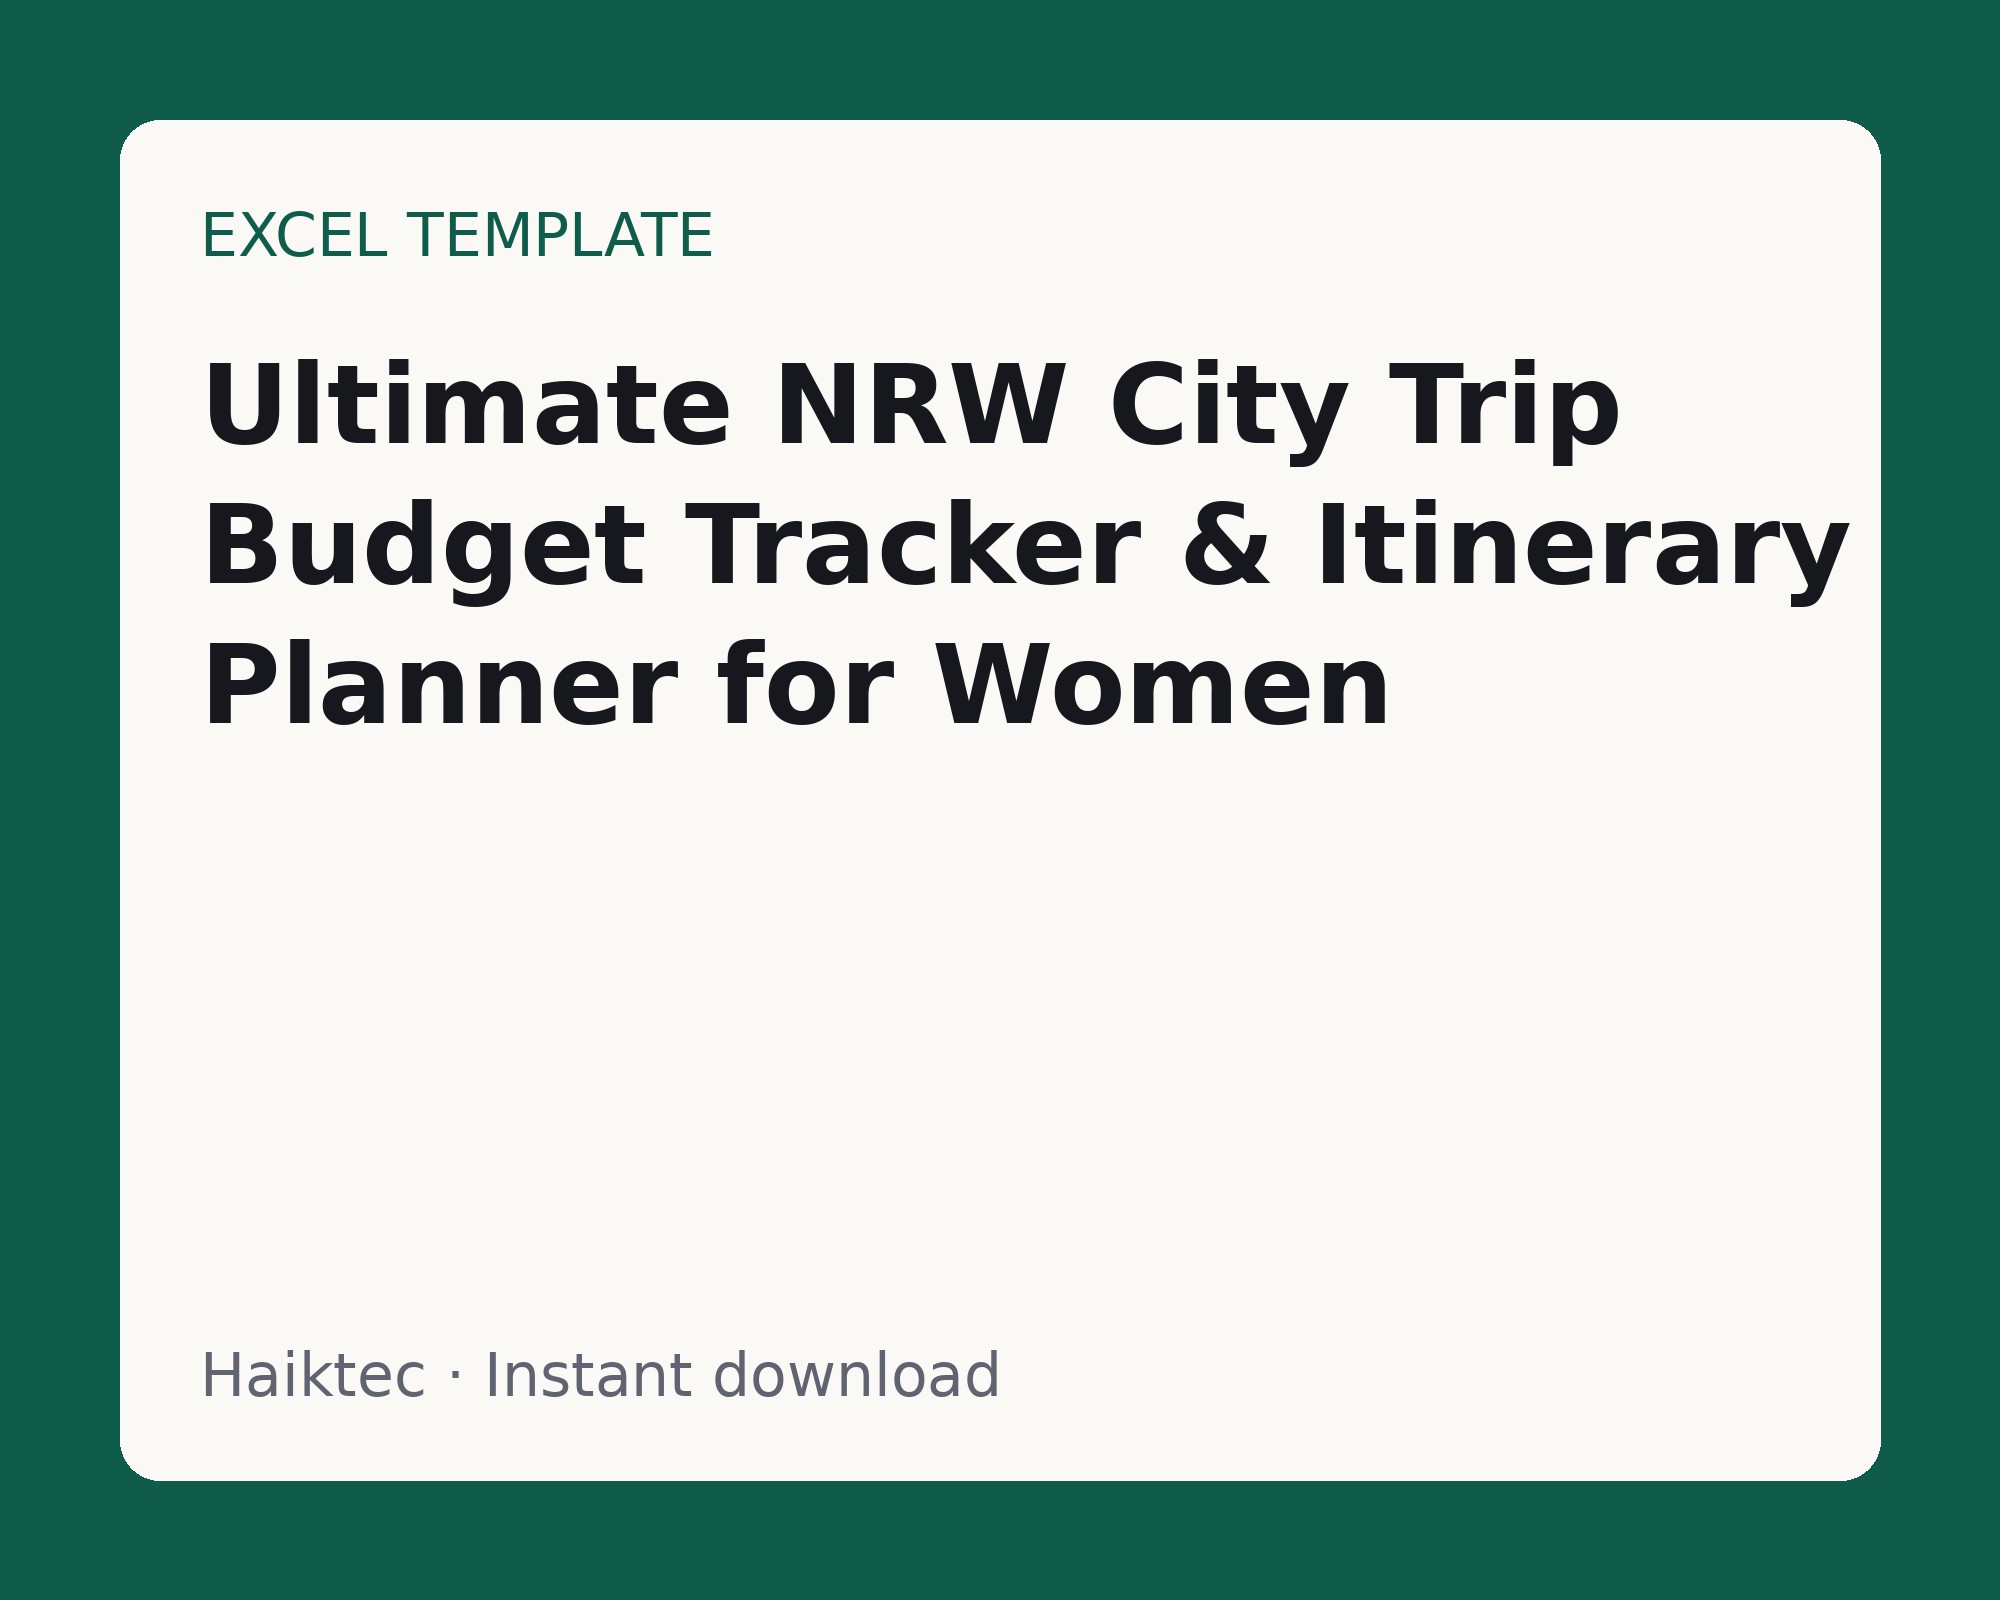 EXCEL TEMPLATE
Ultimate NRW City Trip
Budget Tracker & Itinerary
Planner for Women
Haiktec · Instant download